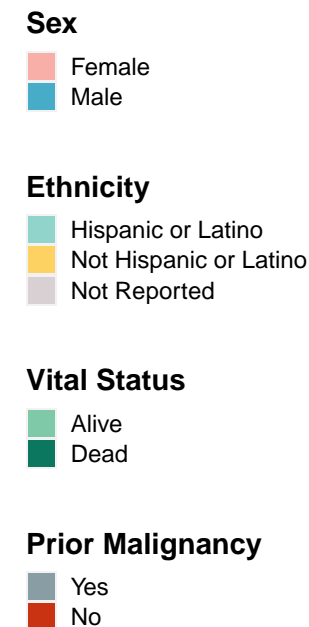 Sex
Female
Male
Ethnicity
Hispanic or Latino
Not Hispanic or Latino
Not Reported
Vital Status
Alive
Dead
Prior Malignancy
Yes
No